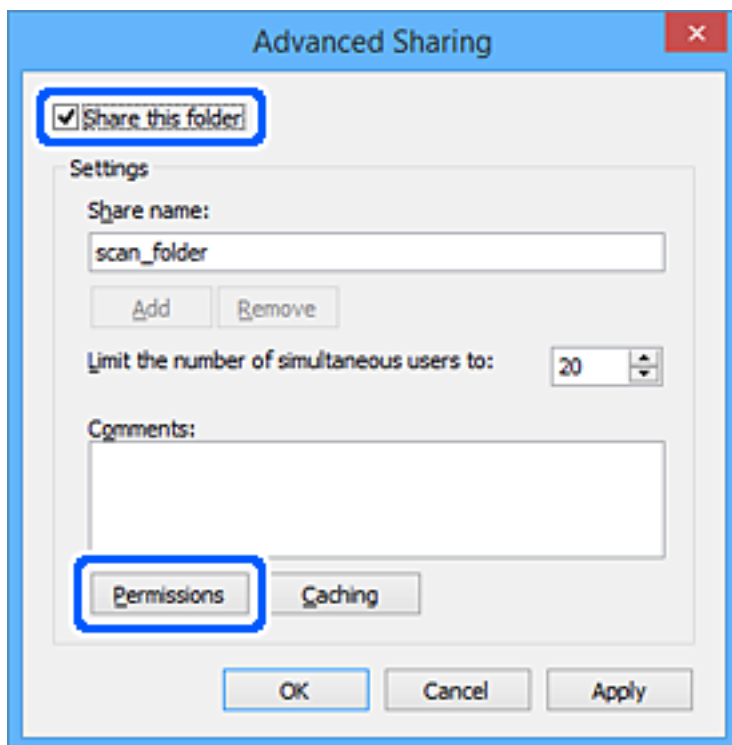 Advanced Sharing
Share this folder
Settings
Share name:
scan_folder
Add Remove
Limit the number of simultaneous users to: 20
Comments:
Permissions Caching
OK Cancel Apply